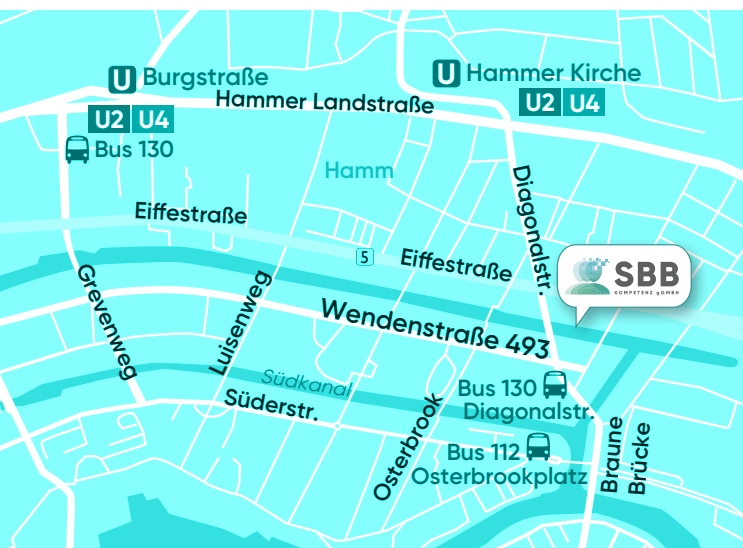 U Burgstraße
U Hammer Kirche
Hammer Landstraße
U2 U4
U2 U4
Bus 130
Hamm
Diagonalstr.
Eiffestraße
5
Eiffestraße
SBB
KOMPETENZ gGMBH
Grevenweg
Luisenweg
Wendenstraße 493
Südkanal
Süderstr.
Bus 130
Diagonalstr.
Osterbrook
Bus 112
Osterbrookplatz
Braune
Brücke